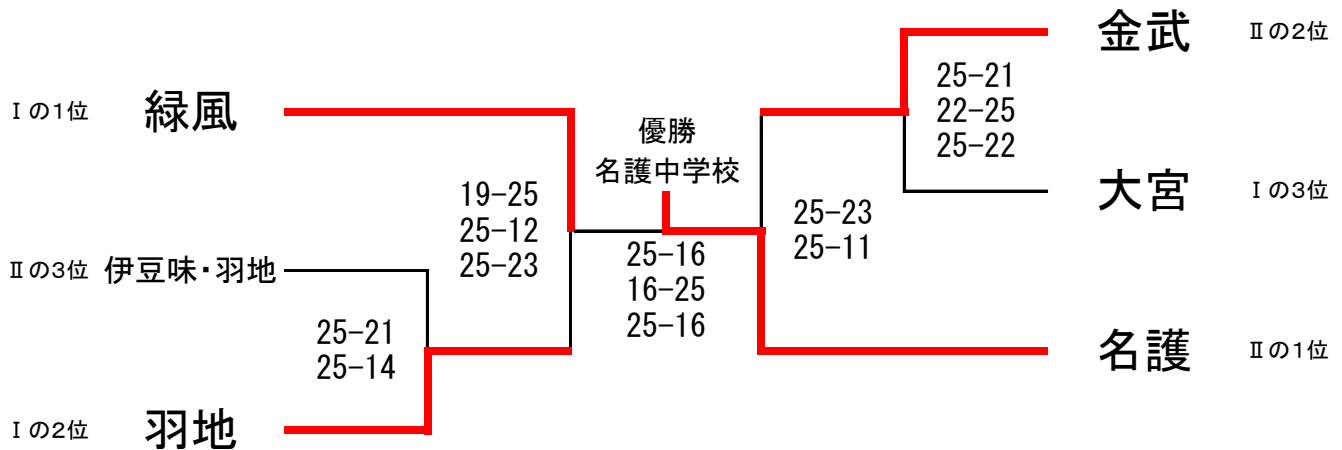 Ⅰの1位 緑風
Ⅱの3位 伊豆味・羽地
Ⅰの2位 羽地
25-21
25-14
19-25
25-12
25-23
優勝
名護中学校
25-16
16-25
25-16
25-23
25-11
25-21
22-25
25-22
金武 Ⅱの2位
大宮 Ⅰの3位
名護 Ⅱの1位